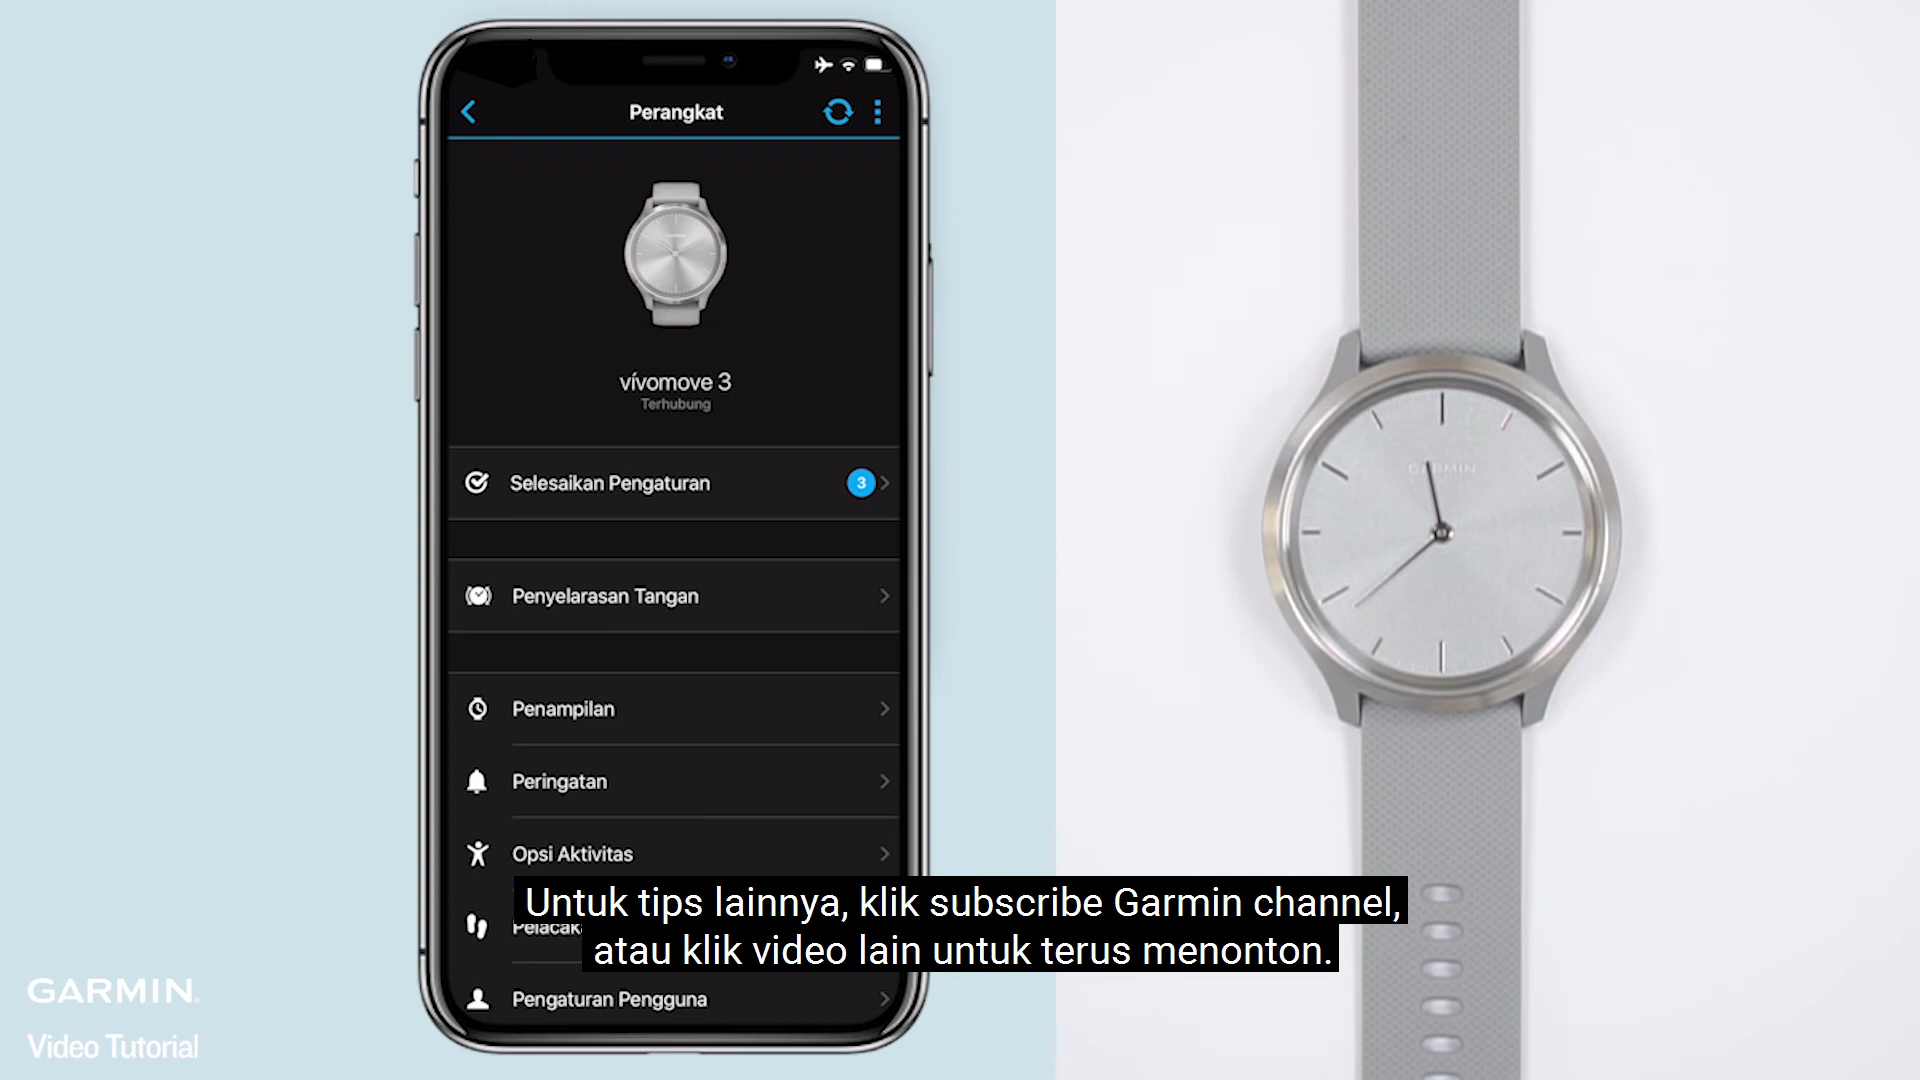 Perangkat
vívomove 3
Terhubung
Selesaikan Pengaturan
3
Penyelarasan Tangan
Penampilan
Peringatan
Opsi Aktivitas
Untuk tips lainnya, klik subscribe Garmin channel,
atau klik video lain untuk terus menonton.
Pengaturan Pengguna
GARMIN
GARMIN
Video Tutorial